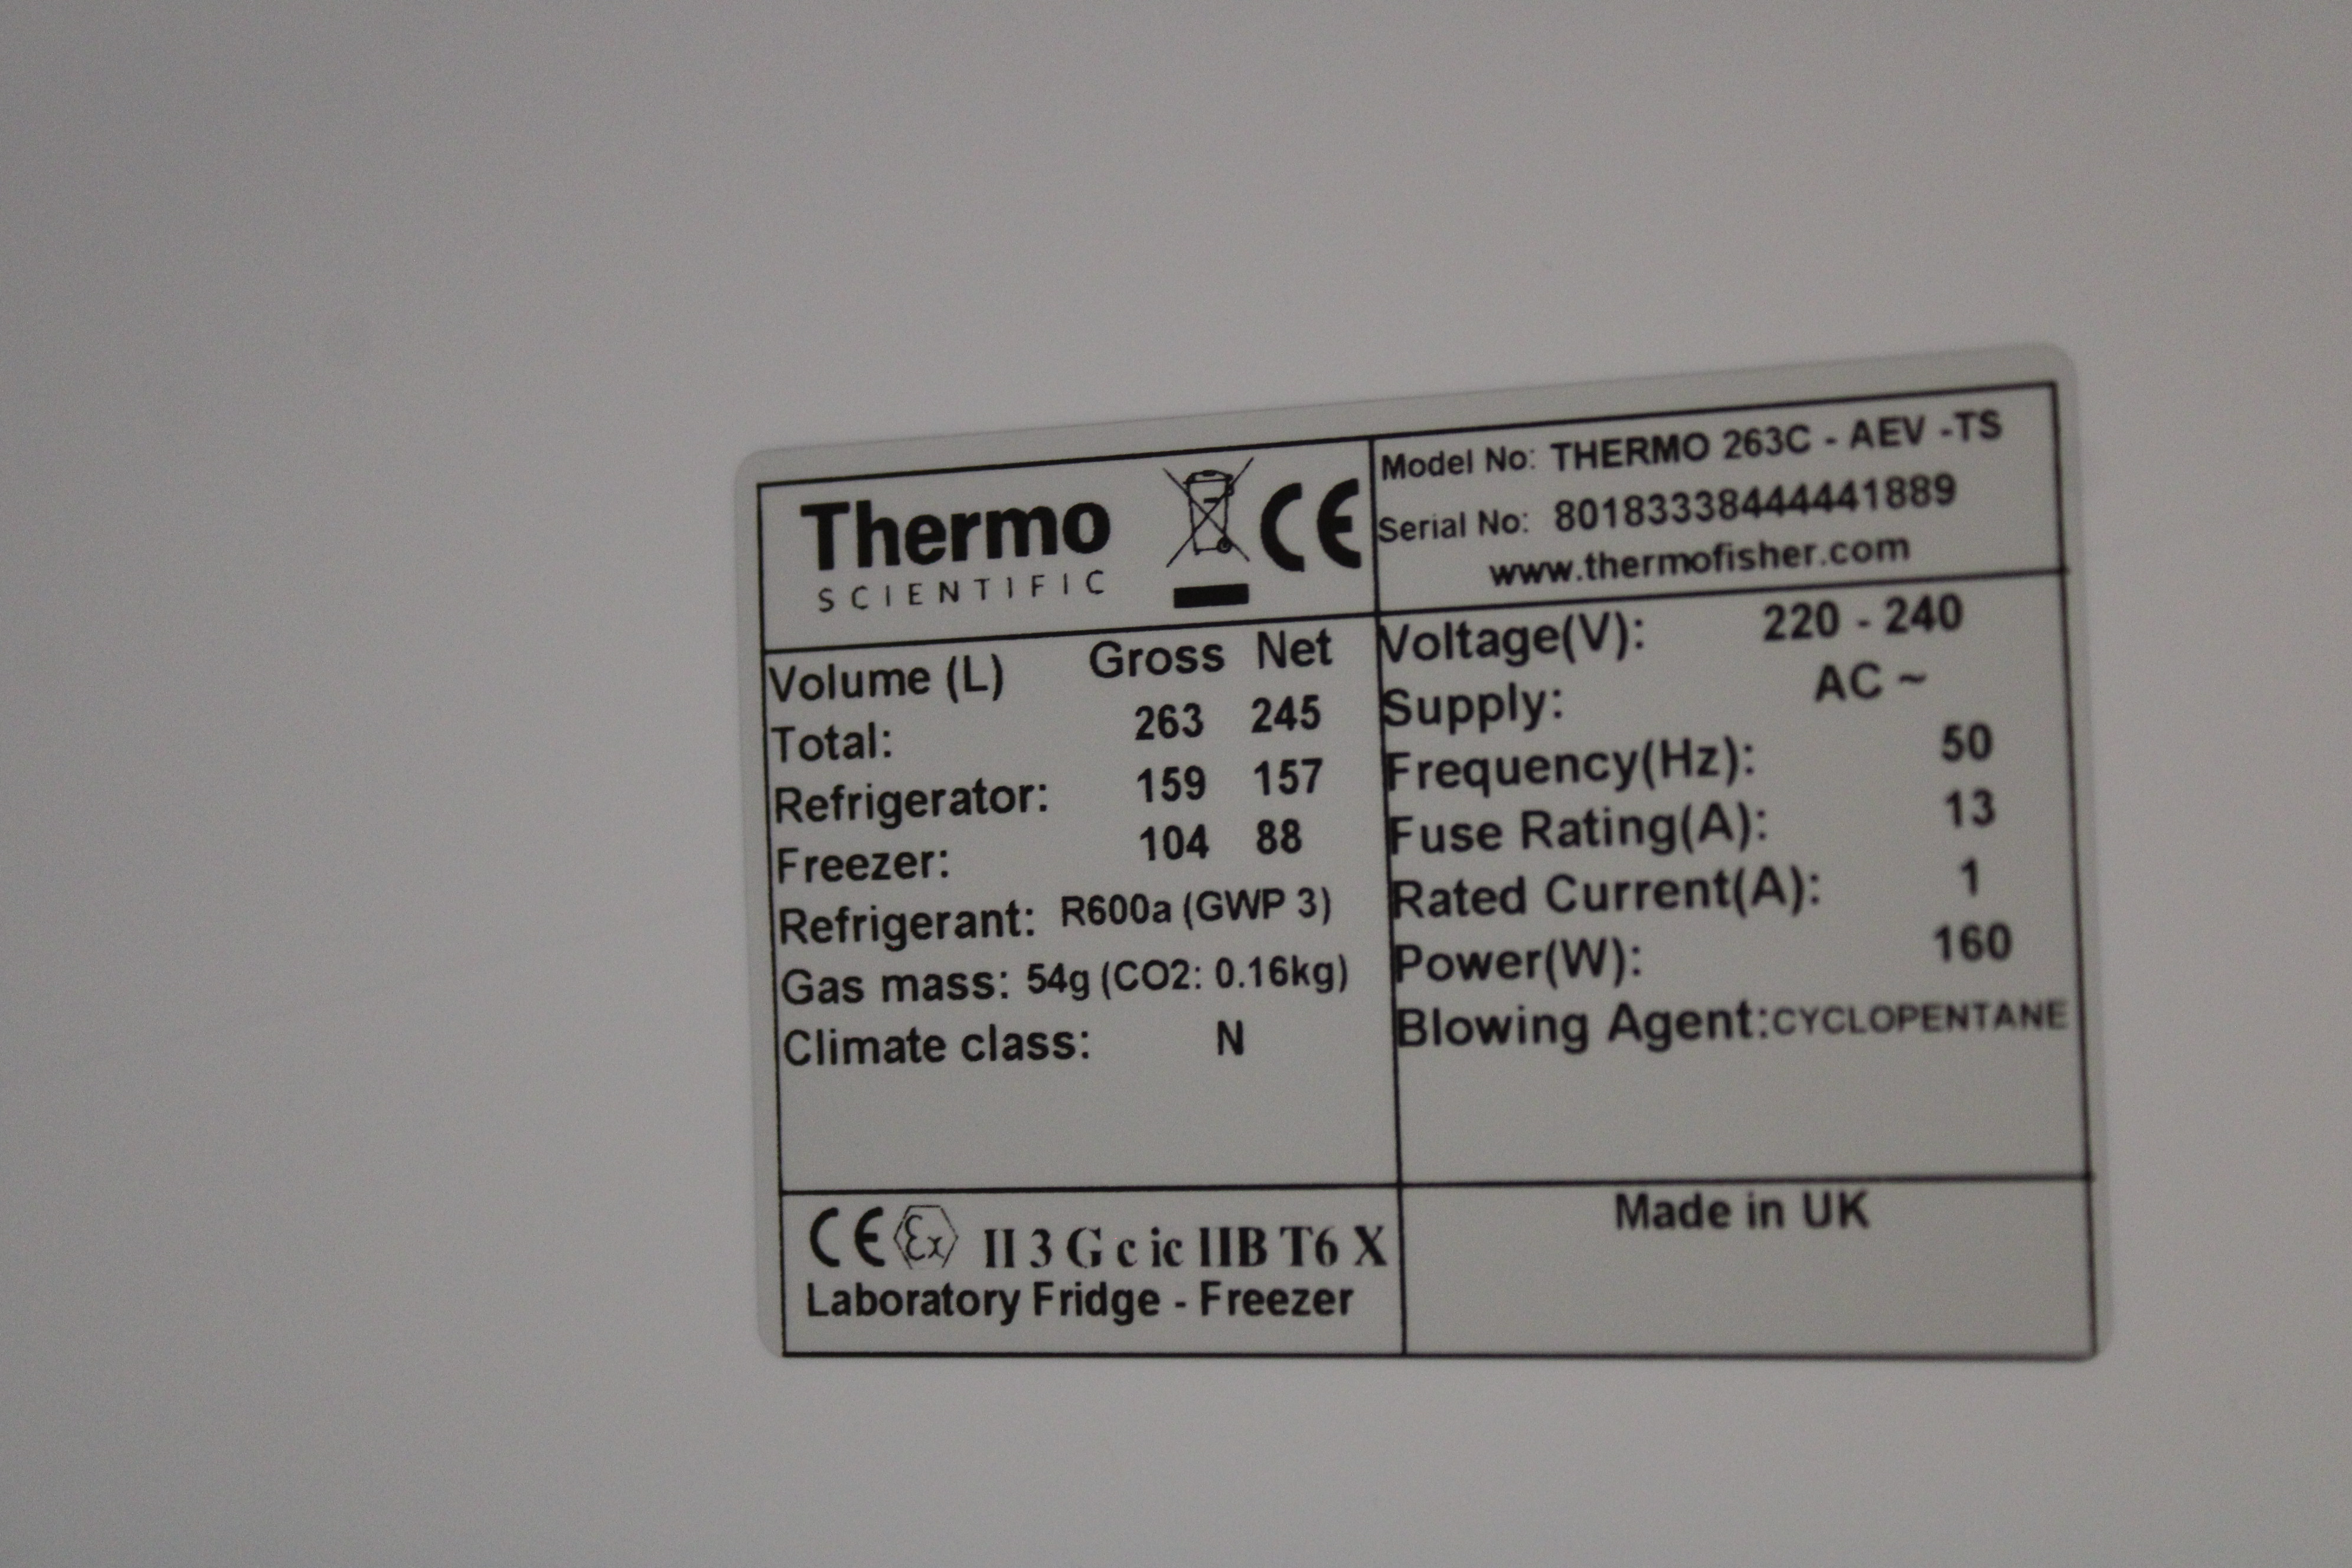 Thermo
SCIENTIFIC
CE
Model No: THERMO 263C - AEV -TS
Serial No: 80183338444441889
www.thermofisher.com
Volume (L) Gross Net
Total: 263 245
Refrigerator: 159 157
Freezer: 104 88
Refrigerant: R600a (GWP 3)
Gas mass: 54g (CO2: 0.16kg)
Climate class: N
Voltage(V): 220 - 240
Supply: AC ~
Frequency(Hz): 50
Fuse Rating(A): 13
Rated Current(A): 1
Power(W): 160
Blowing Agent:CYCLOPENTANE
CE Ex II 3 G c ic IIB T6 X
Laboratory Fridge - Freezer
Made in UK